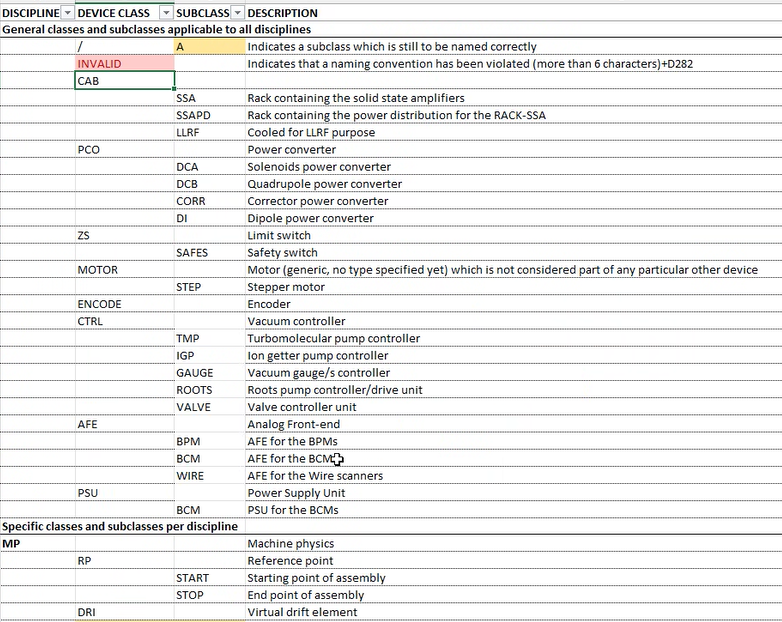 DISCIPLINE DEVICE CLASS SUBCLASS DESCRIPTION
General classes and subclasses applicable to all disciplines
/ A Indicates a subclass which is still to be named correctly
INVALID Indicates that a naming convention has been violated (more than 6 characters)+D282
CAB
SSA Rack containing the solid state amplifiers
SSAPD Rack containing the power distribution for the RACK-SSA
LLRF Cooled for LLRF purpose
PCO Power converter
DCA Solenoids power converter
DCB Quadrupole power converter
CORR Corrector power converter
DI Dipole power converter
ZS Limit switch
SAFES Safety switch
MOTOR Motor (generic, no type specified yet) which is not considered part of any particular other device
STEP Stepper motor
ENCODE Encoder
CTRL Vacuum controller
TMP Turbomolecular pump controller
IGP Ion getter pump controller
GAUGE Vacuum gauge/s controller
ROOTS Roots pump controller/drive unit
VALVE Valve controller unit
AFE Analog Front-end
BPM AFE for the BPMs
BCM AFE for the BCM
WIRE AFE for the Wire scanners
PSU Power Supply Unit
BCM PSU for the BCMs
Specific classes and subclasses per discipline
MP Machine physics
RP Reference point
START Starting point of assembly
STOP End point of assembly
DRI Virtual drift element